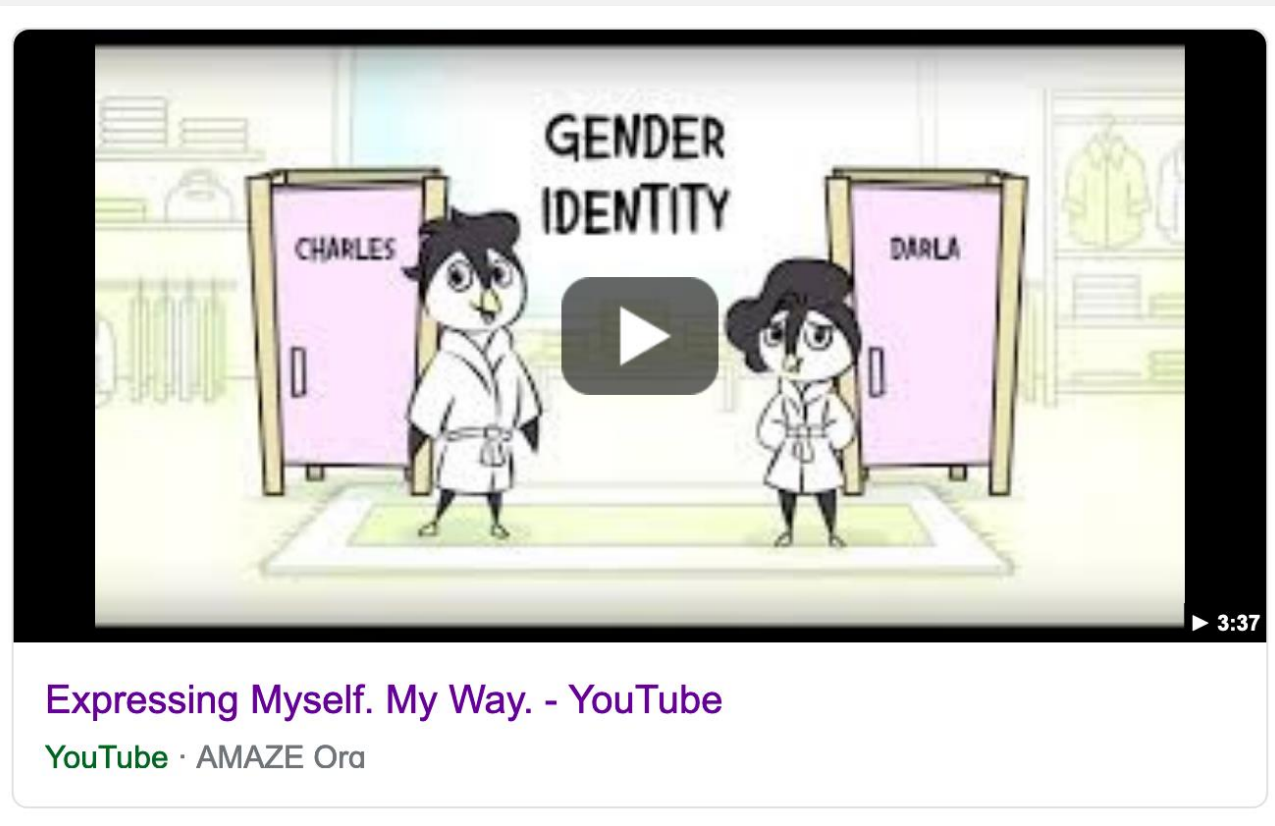 GENDER
IDENTITY
CHARLES
DARLA
3:37
Expressing Myself. My Way. - YouTube
YouTube · AMAZE Org